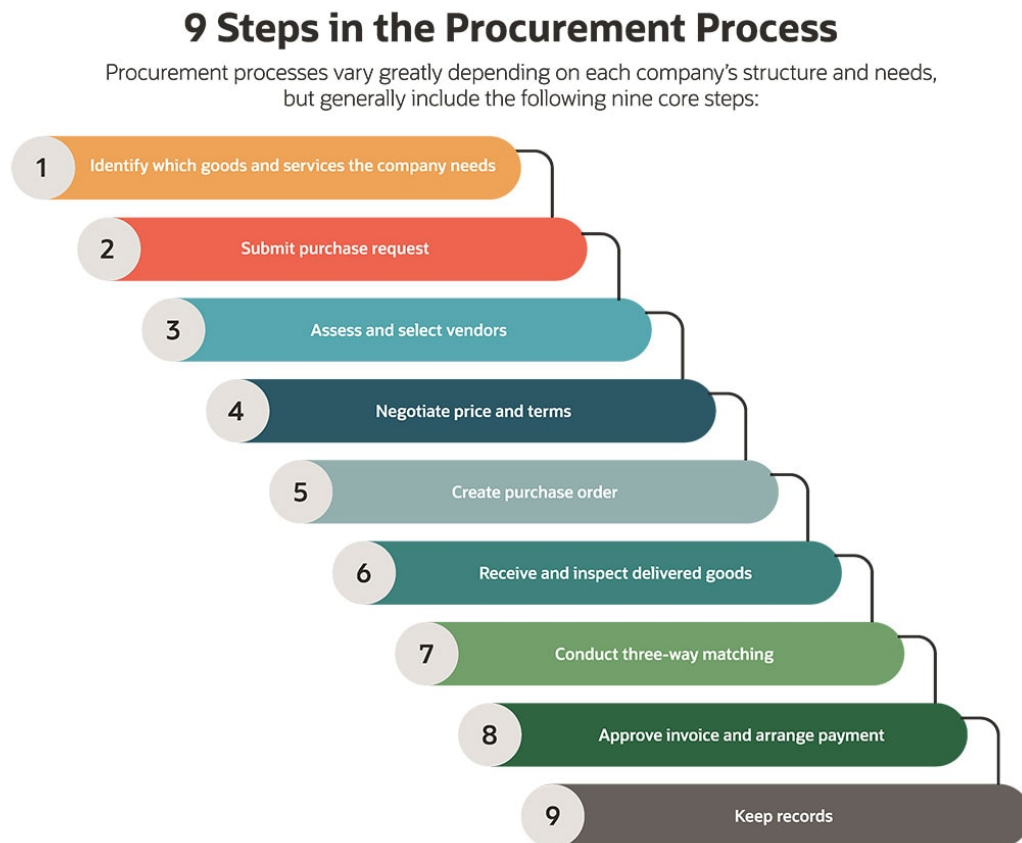 9 Steps in the Procurement Process
Procurement processes vary greatly depending on each company’s structure and needs,
but generally include the following nine core steps:
1 Identify which goods and services the company needs
2 Submit purchase request
3 Assess and select vendors
4 Negotiate price and terms
5 Create purchase order
6 Receive and inspect delivered goods
7 Conduct three-way matching
8 Approve invoice and arrange payment
9 Keep records